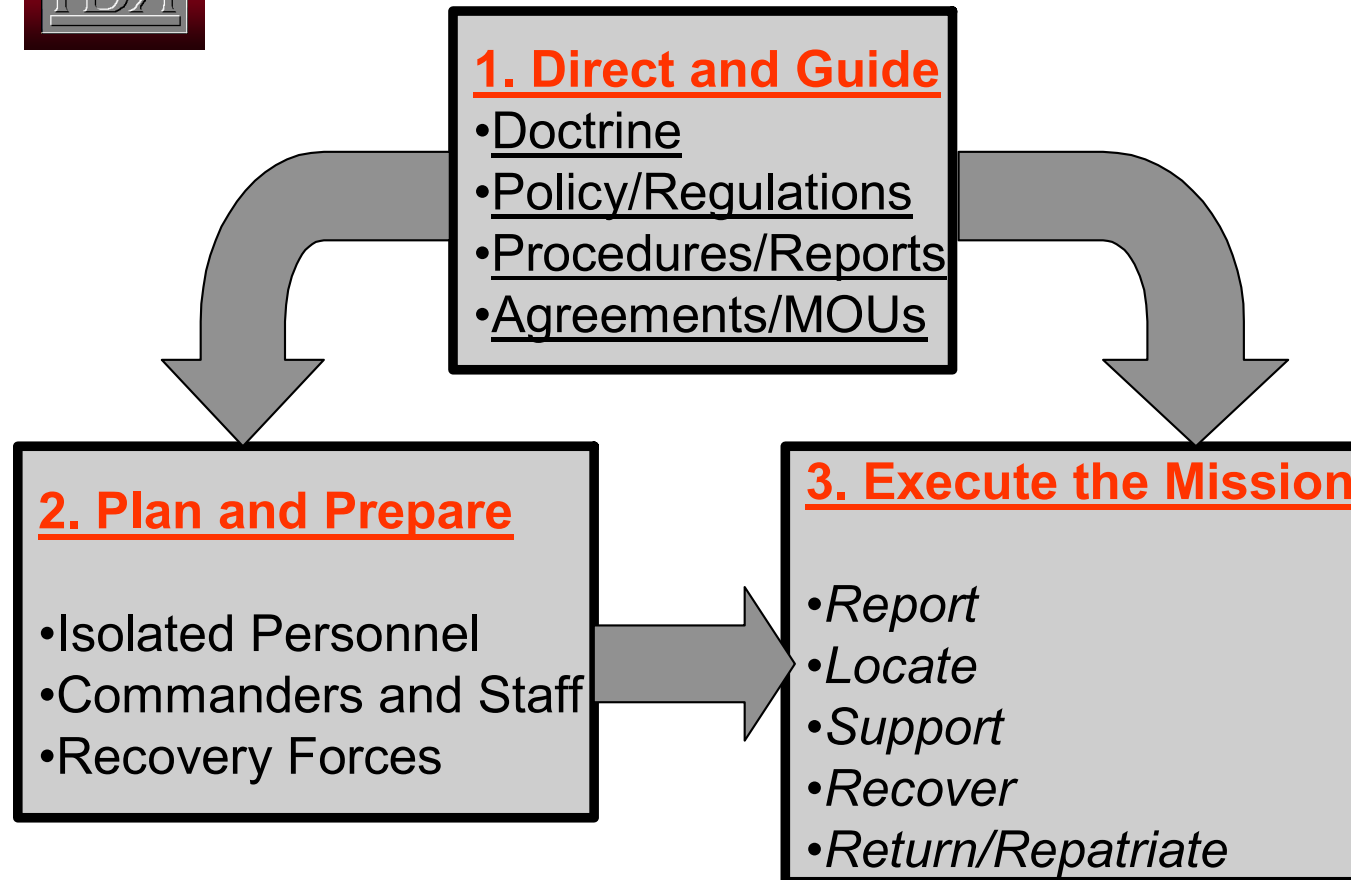 IDA
1. Direct and Guide
•Doctrine
•Policy/Regulations
•Procedures/Reports
•Agreements/MOUs
2. Plan and Prepare
•Isolated Personnel
•Commanders and Staff
•Recovery Forces
3. Execute the Mission
•Report
•Locate
•Support
•Recover
•Return/Repatriate